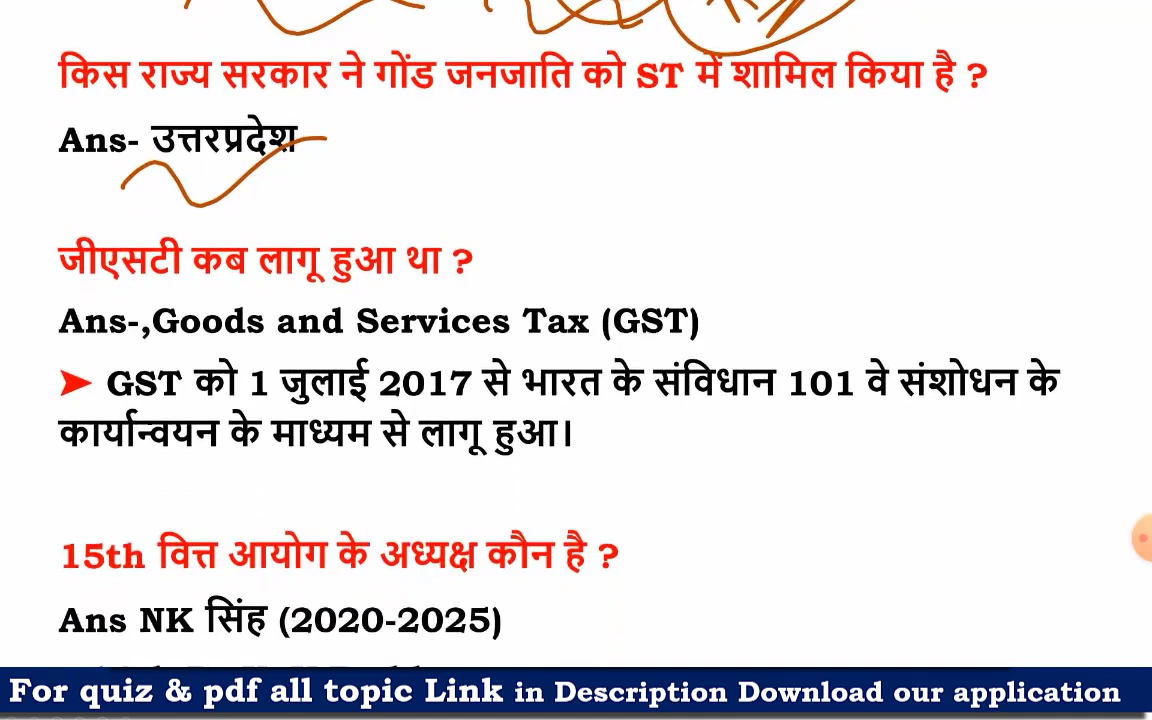 किस राज्य सरकार ने गोंड जनजाति को ST में शामिल किया है ?
Ans- उत्तरप्रदेश
जीएसटी कब लागू हुआ था ?
Ans-,Goods and Services Tax (GST)
➤ GST को 1 जुलाई 2017 से भारत के संविधान 101 वे संशोधन के
कार्यान्वयन के माध्यम से लागू हुआ।
15th वित्त आयोग के अध्यक्ष कौन है ?
Ans NK सिंह (2020-2025)
For quiz & pdf all topic Link in Description Download our application